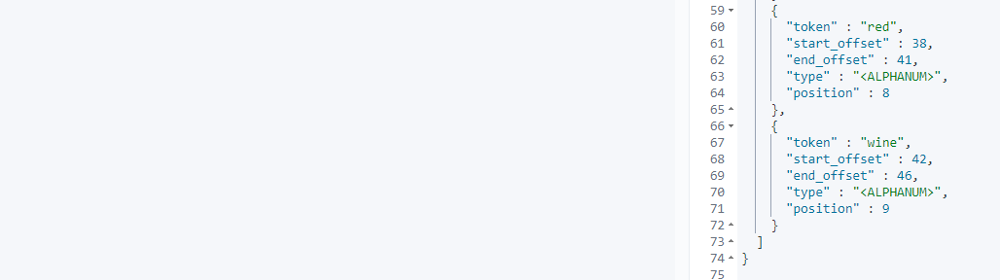 59 {
60 "token" : "red",
61 "start_offset" : 38,
62 "end_offset" : 41,
63 "type" : "<ALPHANUM>",
64 "position" : 8
65 },
66 {
67 "token" : "wine",
68 "start_offset" : 42,
69 "end_offset" : 46,
70 "type" : "<ALPHANUM>",
71 "position" : 9
72 }
73 ]
74 }
75